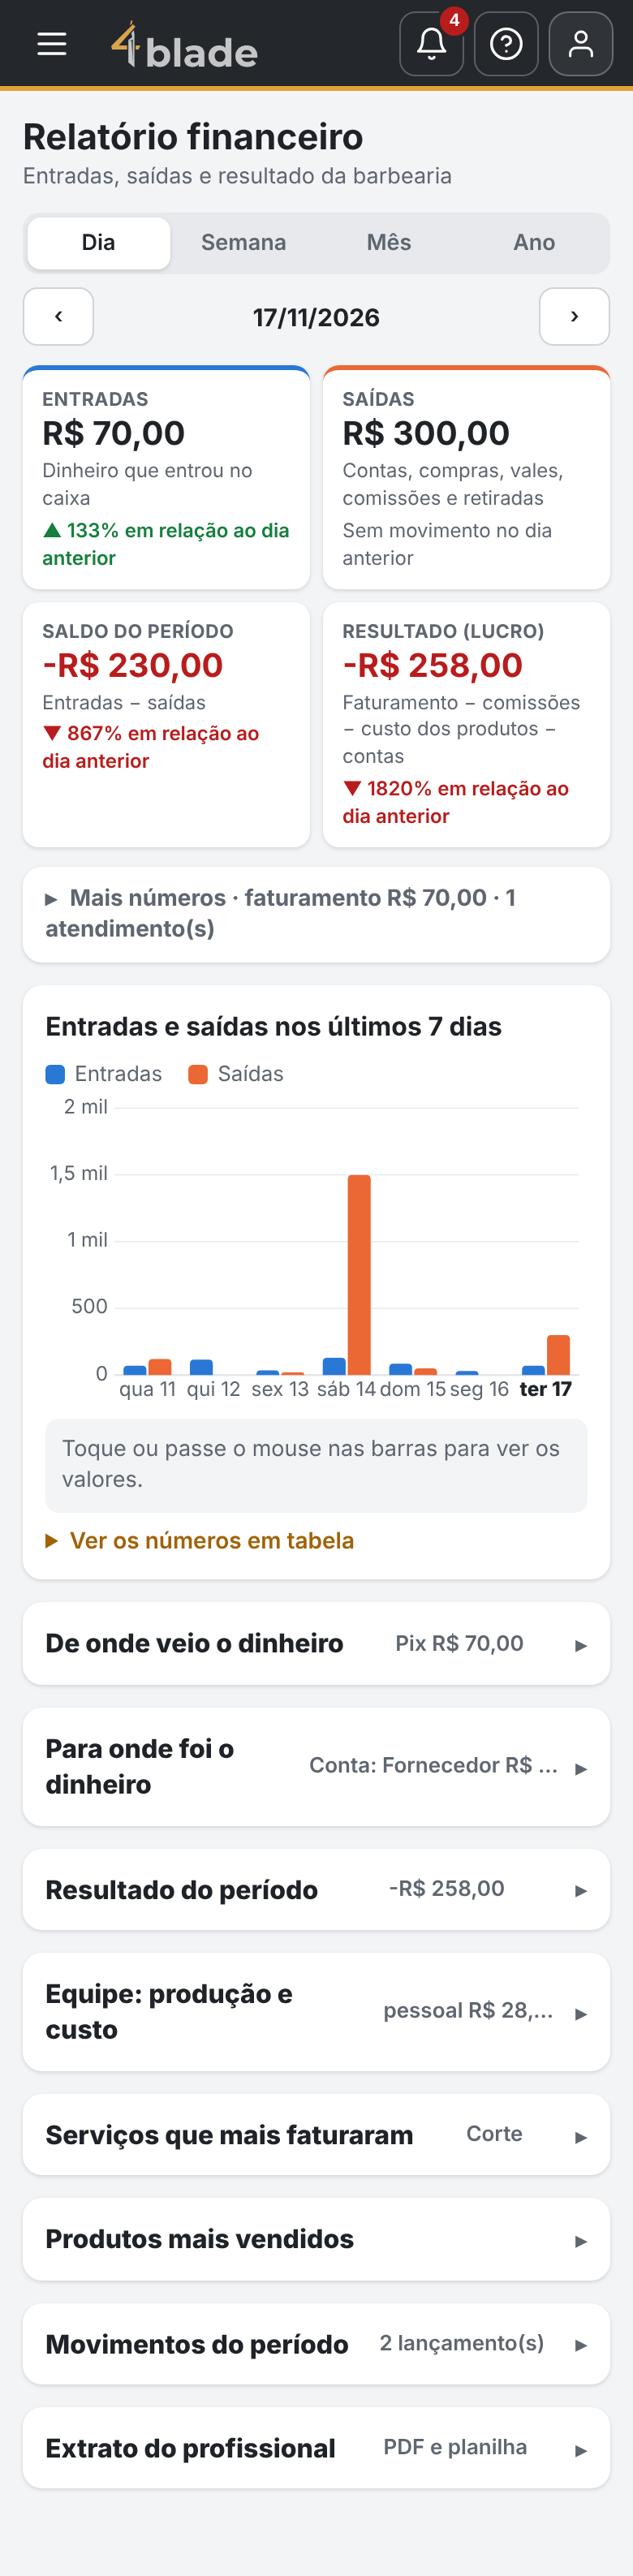 4blade
4
Relatório financeiro
Entradas, saídas e resultado da barbearia
Dia Semana Mês Ano
‹ 17/11/2026 ›
ENTRADAS
R$ 70,00
Dinheiro que entrou no
caixa
▲ 133% em relação ao dia
anterior
SAÍDAS
R$ 300,00
Contas, compras, vales,
comissões e retiradas
Sem movimento no dia
anterior
SALDO DO PERÍODO
-R$ 230,00
Entradas − saídas
▼ 867% em relação ao
dia anterior
RESULTADO (LUCRO)
-R$ 258,00
Faturamento − comissões
− custo dos produtos −
contas
▼ 1820% em relação ao
dia anterior
▸ Mais números · faturamento R$ 70,00 · 1
atendimento(s)
Entradas e saídas nos últimos 7 dias
Entradas Saídas
2 mil
1,5 mil
1 mil
500
0
qua 11 qui 12 sex 13 sáb 14 dom 15 seg 16 ter 17
Toque ou passe o mouse nas barras para ver os
valores.
▸ Ver os números em tabela
De onde veio o dinheiro Pix R$ 70,00 ▸
Para onde foi o
dinheiro
Conta: Fornecedor R$ ... ▸
Resultado do período -R$ 258,00 ▸
Equipe: produção e
custo
pessoal R$ 28,... ▸
Serviços que mais faturaram Corte ▸
Produtos mais vendidos ▸
Movimentos do período 2 lançamento(s) ▸
Extrato do profissional PDF e planilha ▸